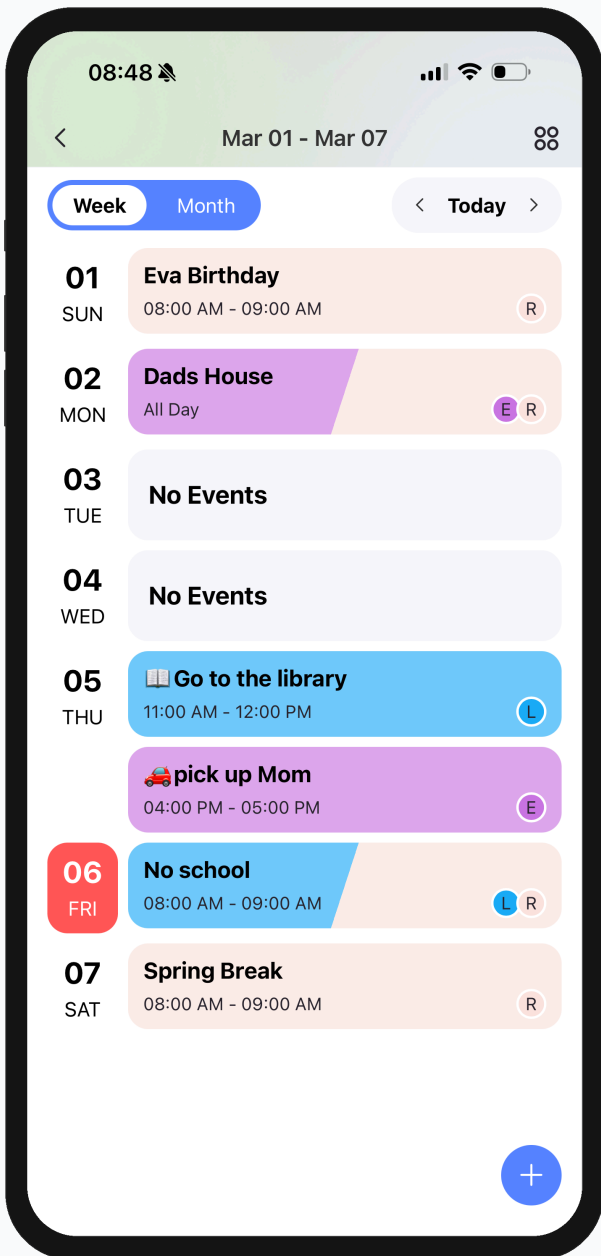 08:48
Mar 01 - Mar 07
Week
Month
Today
01
SUN
Eva Birthday
08:00 AM - 09:00 AM
R
02
MON
Dads House
All Day
E R
03
TUE
No Events
04
WED
No Events
05
THU
📖Go to the library
11:00 AM - 12:00 PM
L
🚗pick up Mom
04:00 PM - 05:00 PM
E
06
FRI
No school
08:00 AM - 09:00 AM
L R
07
SAT
Spring Break
08:00 AM - 09:00 AM
R